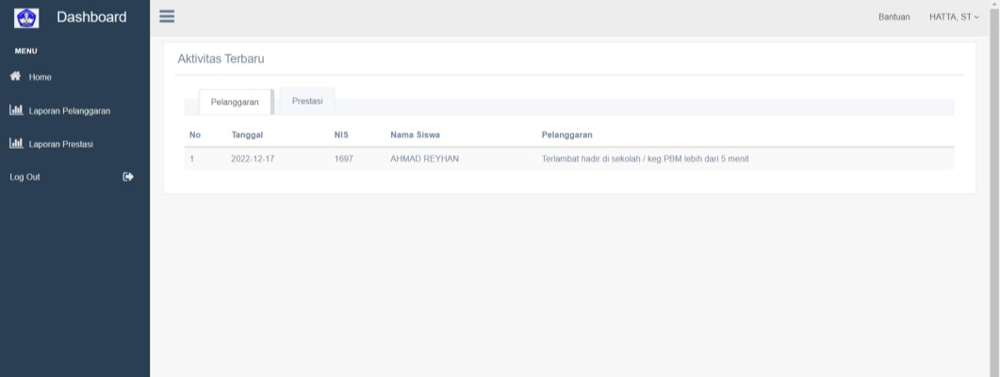 Dashboard
Bantuan HATTA, ST
MENU
Home
Laporan Pelanggaran
Laporan Prestasi
Log Out
Aktivitas Terbaru
Pelanggaran Prestasi
No Tanggal NIS Nama Siswa Pelanggaran
1 2022-12-17 1697 AHMAD REYHAN Terlambat hadir di sekolah / keg PBM lebih dari 5 menit